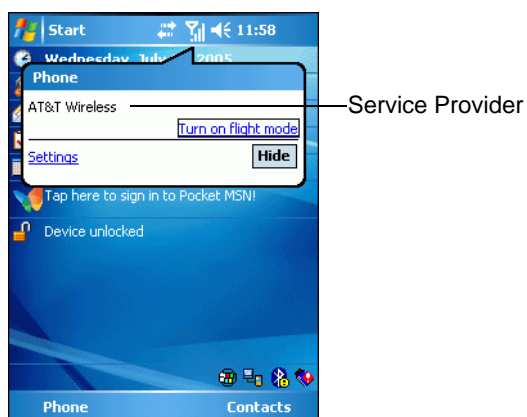 Start 11:58
Wednesday, July 2005
Phone
AT&T Wireless
Service Provider
Turn on flight mode
Settings
Hide
Tap here to sign in to Pocket MSN!
Device unlocked
Phone Contacts